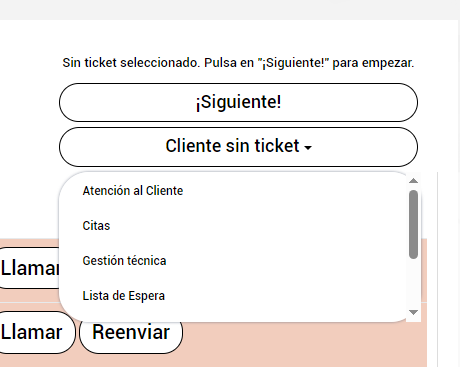 Sin ticket seleccionado. Pulsa en "¡Siguiente!" para empezar.
¡Siguiente!
Cliente sin ticket
Atención al Cliente
Citas
Gestión técnica
Lista de Espera
Llamar
Llamar Reenviar